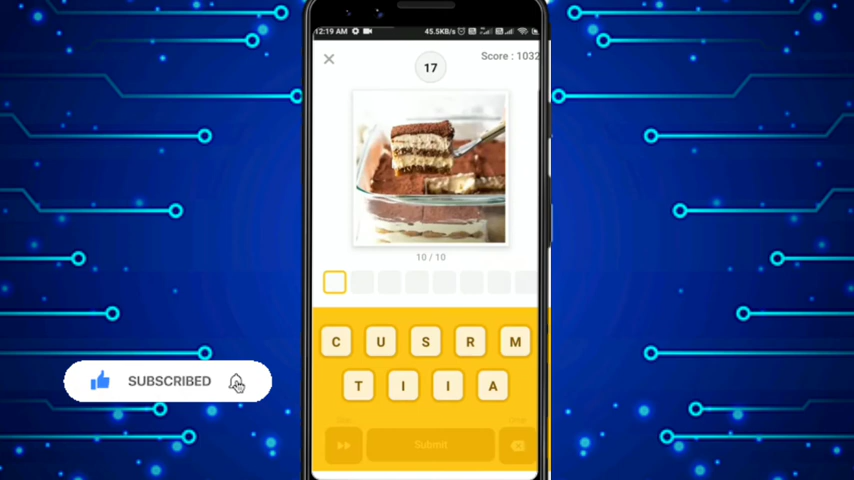 12:19 AM 45.5KB/s
Score : 1032
17
10 / 10
C U S R M
T I I A
Submit
SUBSCRIBED